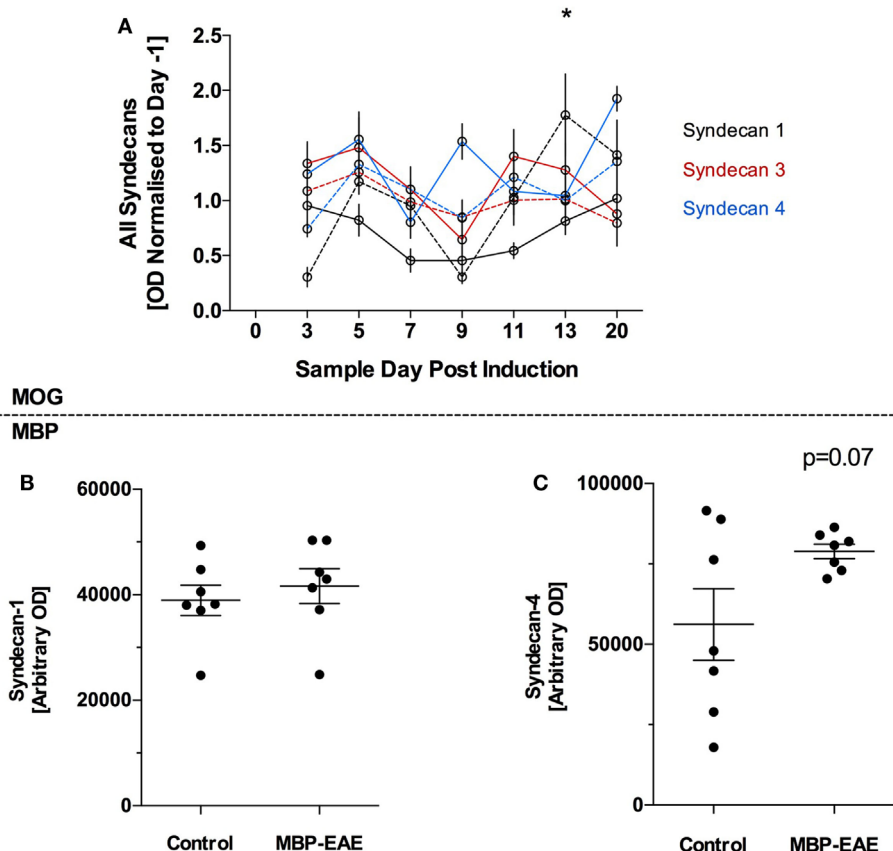 A
*
All Syndecans
[OD Normalised to Day -1]
2.5
2.0
1.5
1.0
0.5
0.0
0 3 5 7 9 11 13 20
Sample Day Post Induction
Syndecan 1
Syndecan 3
Syndecan 4
MOG
MBP
B
Syndecan-1
[Arbitrary OD]
60000
40000
20000
0
Control MBP-EAE
C
p=0.07
Syndecan-4
[Arbitrary OD]
100000
50000
0
Control MBP-EAE